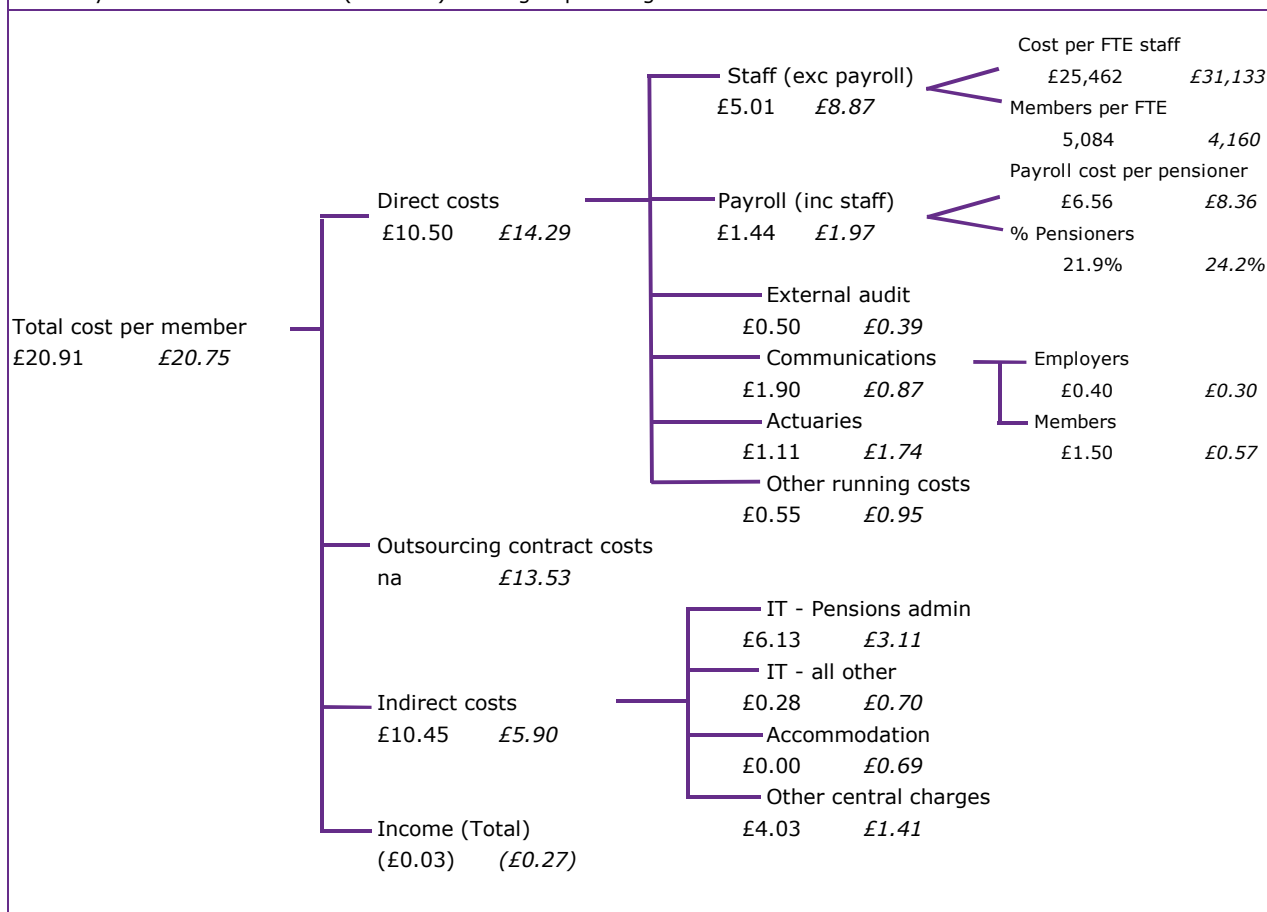 Cost per FTE staff
£25,462 £31,133
Staff (exc payroll)
£5.01 £8.87
Members per FTE
5,084 4,160
Payroll cost per pensioner
£6.56 £8.36
Direct costs
£10.50 £14.29
Payroll (inc staff)
£1.44 £1.97
% Pensioners
21.9% 24.2%
External audit
£0.50 £0.39
Total cost per member
£20.91 £20.75
Communications
£1.90 £0.87
Employers
£0.40 £0.30
Actuaries
£1.11 £1.74
Members
£1.50 £0.57
Other running costs
£0.55 £0.95
Outsourcing contract costs
na £13.53
IT - Pensions admin
£6.13 £3.11
IT - all other
£0.28 £0.70
Indirect costs
£10.45 £5.90
Accommodation
£0.00 £0.69
Other central charges
£4.03 £1.41
Income (Total)
(£0.03) (£0.27)